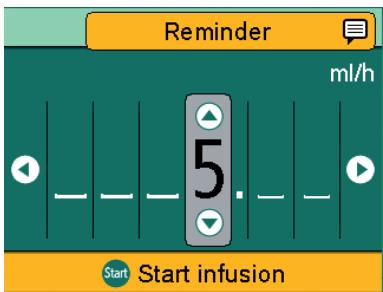 Reminder
ml/h
_ _ _ 5 . _ _
Start Start infusion